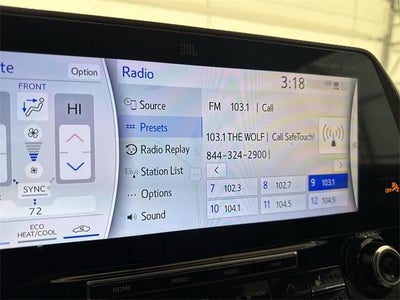 JBL
te
Option
Radio
3:18
FRONT
HI
Source
FM 103.1 | Call
Presets
103.1 THE WOLF | Call SafeTouch!
Radio Replay
844-324-2900 |
Station List
SYNC
Options
7 102.3
8 102.7
9 103.1
72
10 104.1
11 104.5
12 104.9
Sound
ECO
HEAT/COOL
OFF
HOME
MENU
AUDIO